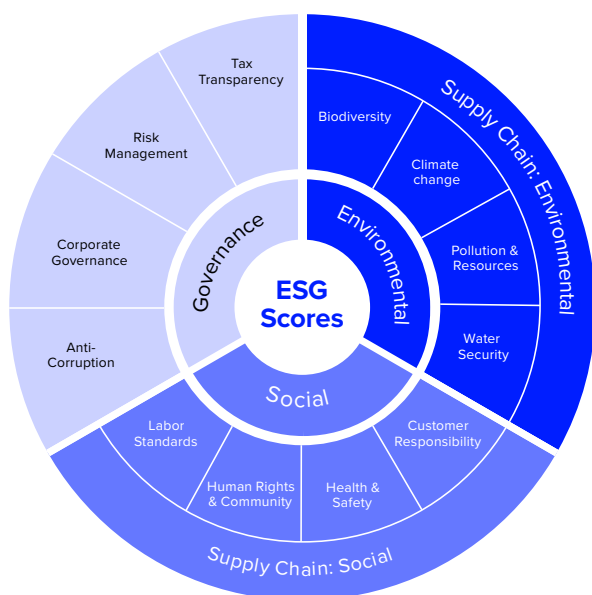 Tax
Transparency
Risk
Management
Corporate
Governance
Anti-
Corruption
Governance
Supply Chain: Environmental
Biodiversity
Climate
change
Pollution &
Resources
Water
Security
Environmental
ESG
Scores
Social
Labor
Standards
Human Rights
& Community
Health &
Safety
Customer
Responsibility
Supply Chain: Social